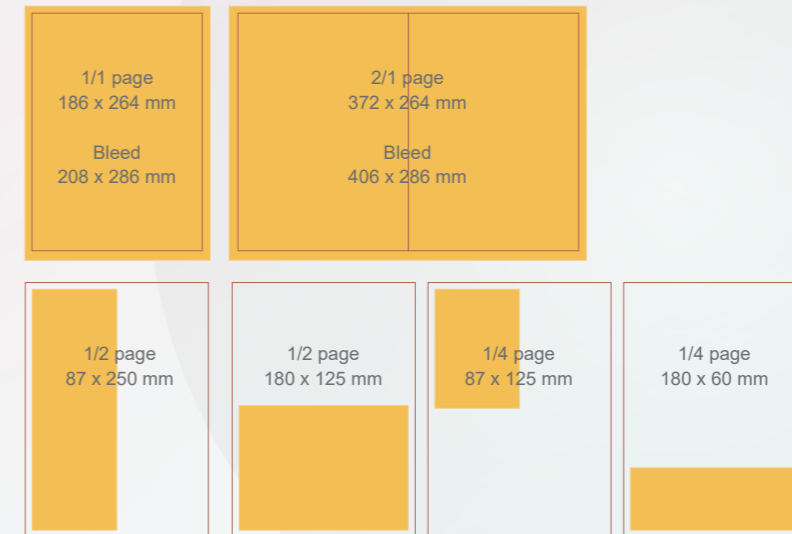 1/1 page
186 x 264 mm
Bleed
208 x 286 mm
2/1 page
372 x 264 mm
Bleed
406 x 286 mm
1/2 page
87 x 250 mm
1/2 page
180 x 125 mm
1/4 page
87 x 125 mm
1/4 page
180 x 60 mm